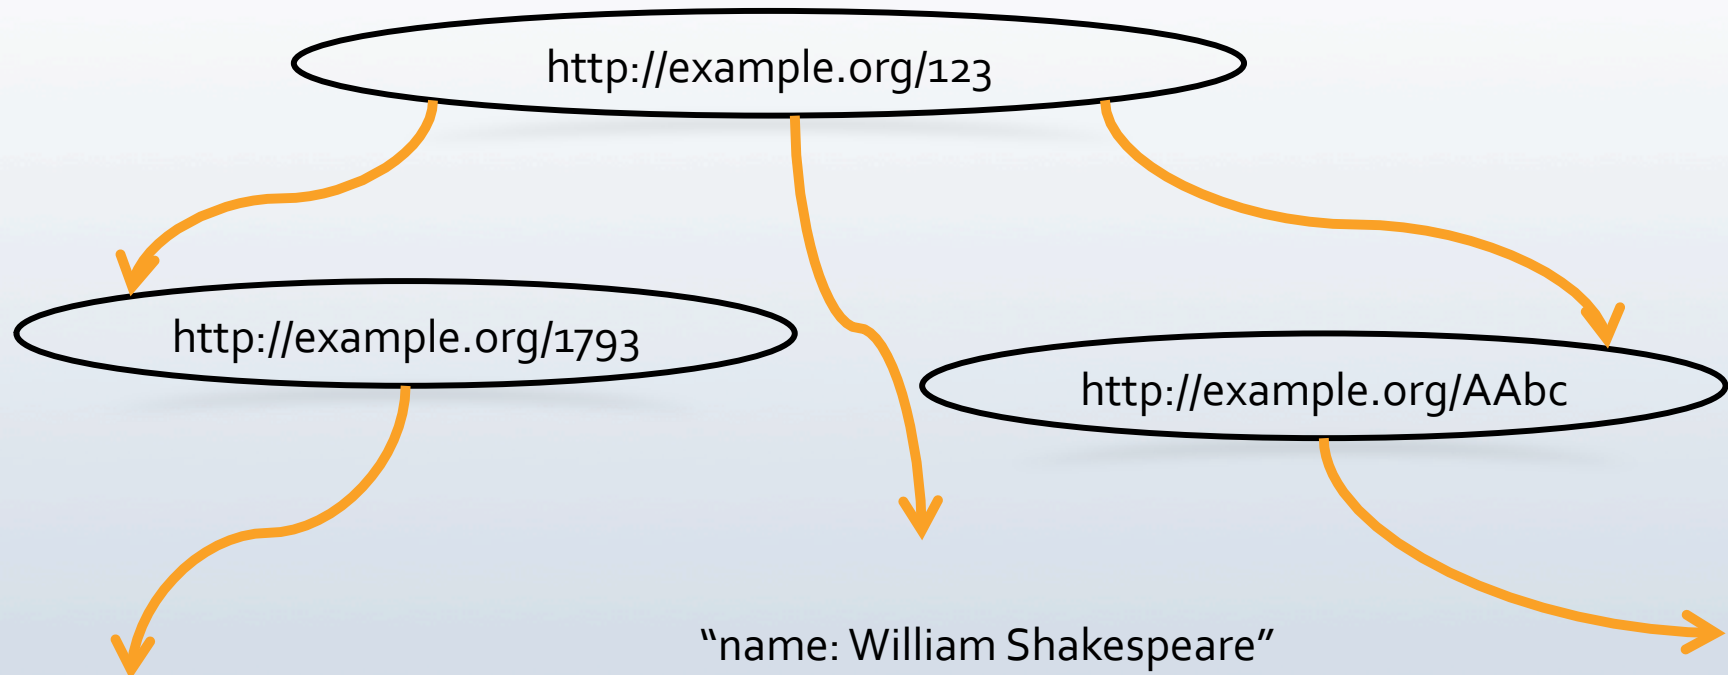 http://example.org/123
http://example.org/1793
http://example.org/AAbc
“name: William Shakespeare”